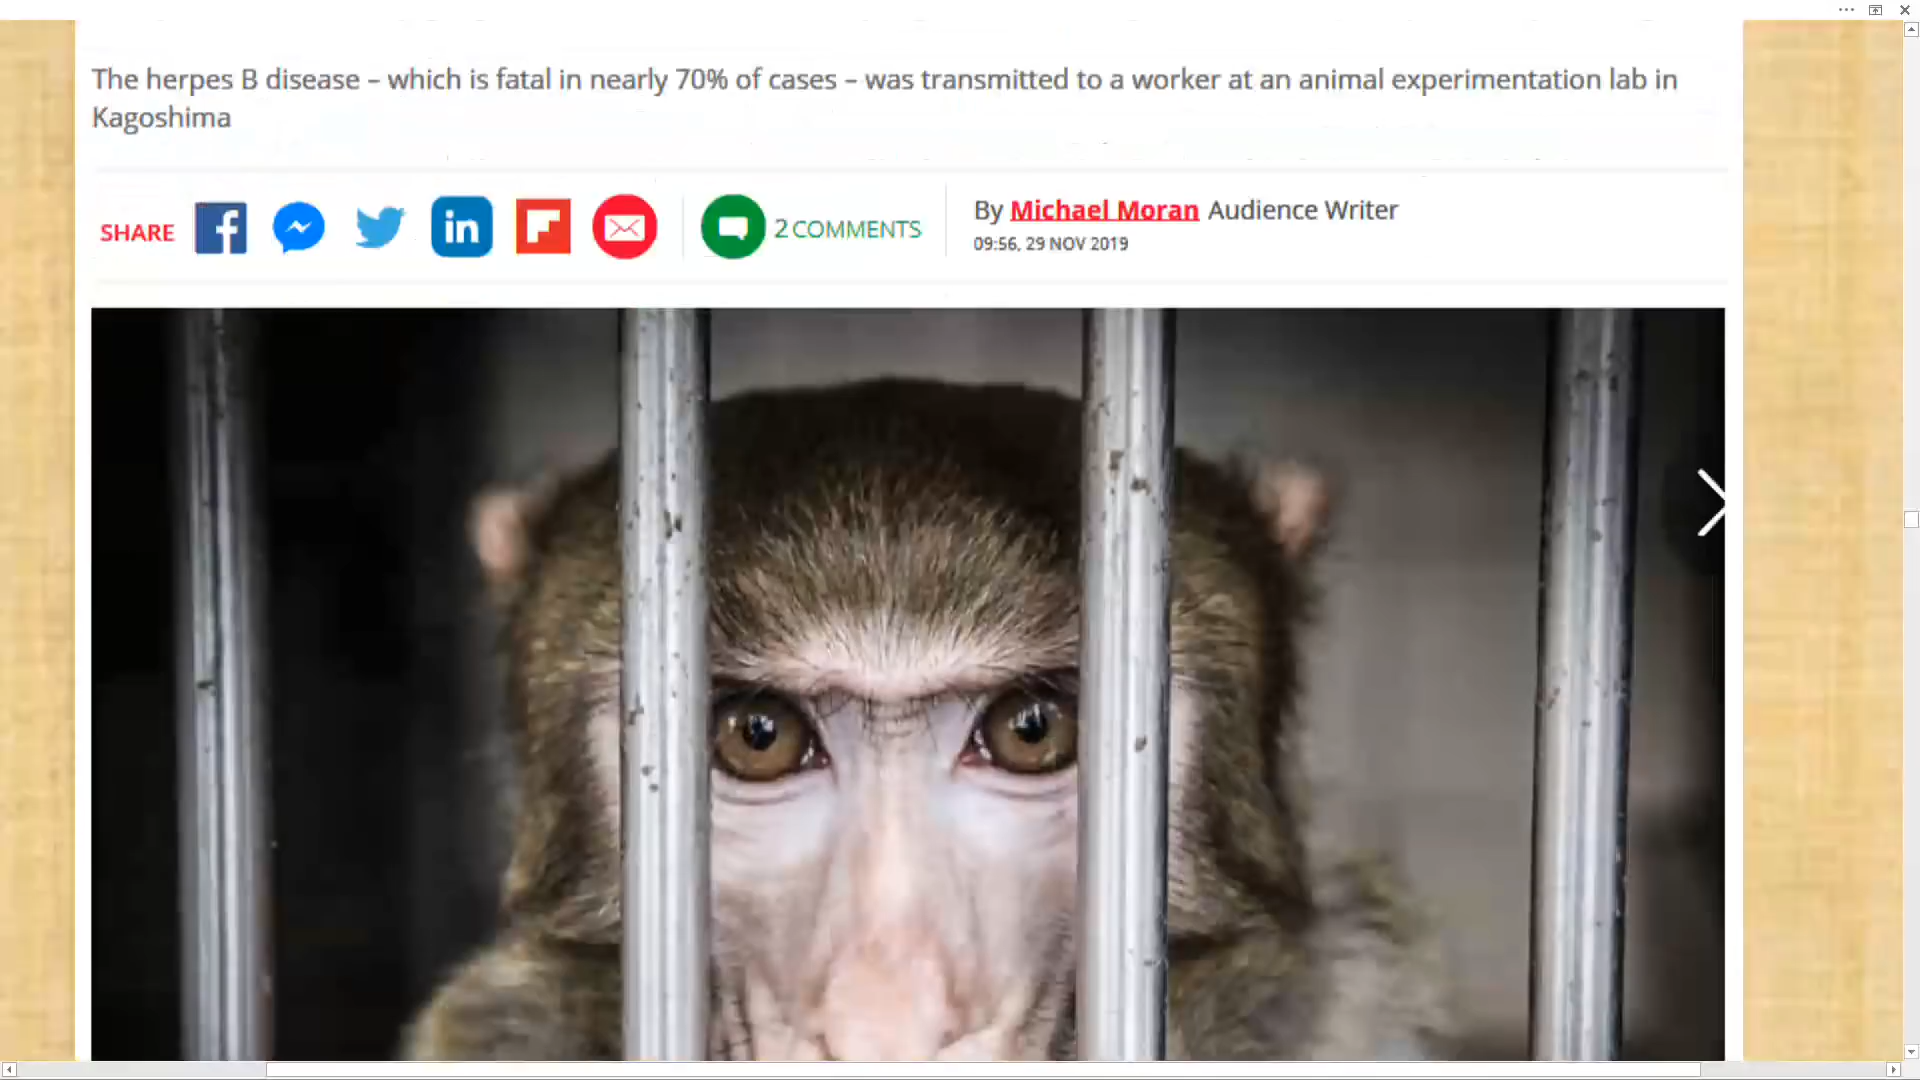 The herpes B disease – which is fatal in nearly 70% of cases – was transmitted to a worker at an animal experimentation lab in
Kagoshima
SHARE
2 COMMENTS
By Michael Moran Audience Writer
09:56, 29 NOV 2019